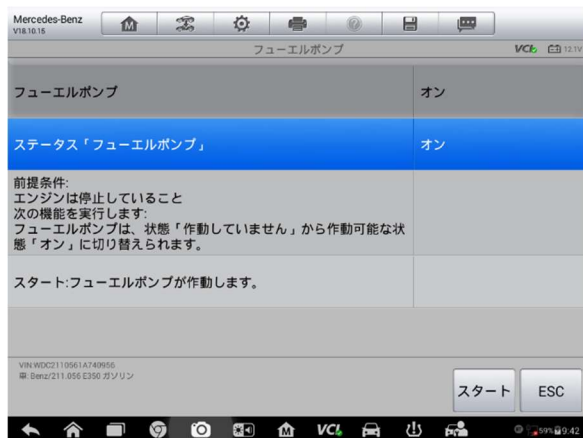 Mercedes-Benz
V18.10.15
フューエルポンプ
VCI 12.1V
フューエルポンプ オン
ステータス「フューエルポンプ」 オン
前提条件:
エンジンは停止していること
次の機能を実行します:
フューエルポンプは、状態「作動していません」から作動可能な状
態「オン」に切り替えられます。
スタート:フューエルポンプが作動します。
VIN:WDC2110561A740956
車: Benz/211.056 E350 ガソリン
スタート ESC
VCI 59% 9:42